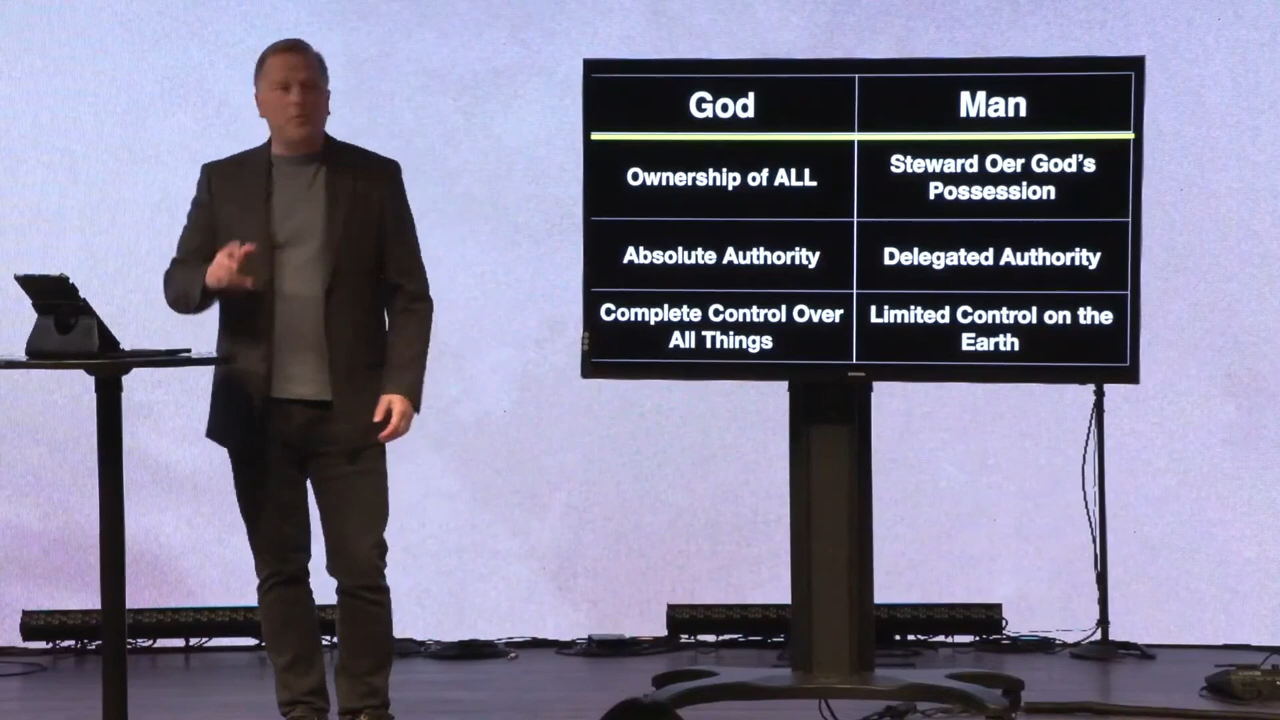 God
Man
Ownership of ALL
Steward Oer God's
Possession
Absolute Authority
Delegated Authority
Complete Control Over
All Things
Limited Control on the
Earth